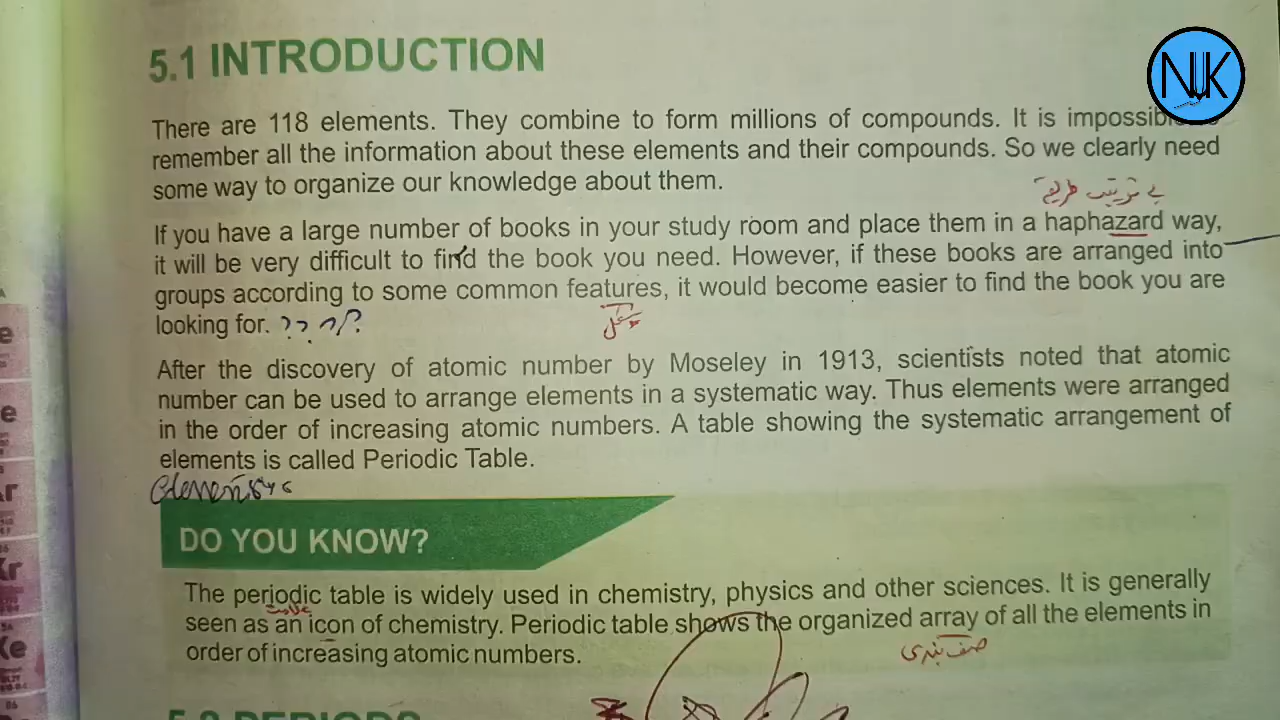 NJK
5.1 INTRODUCTION
There are 118 elements. They combine to form millions of compounds. It is
remember all the information about these elements and their compounds. So we clearly need
some way to organize our knowledge about them.
بے ترتیب طریقے
If you have a large number of books in your study room and place them in a haphazard way,
it will be very difficult to find the book you need. However, if these books are arranged into
groups according to some common features, it would become easier to find the book you are
looking for. ??
After the discovery of atomic number by Moseley in 1913, scientists noted that atomic
number can be used to arrange elements in a systematic way. Thus elements were arranged
in the order of increasing atomic numbers. A table showing the systematic arrangement of
elements is called Periodic Table.
DO YOU KNOW?
The periodic table is widely used in chemistry, physics and other sciences. It is generally
علامت
seen as an icon of chemistry. Periodic table shows the organized array of all the elements in
صف بندی
order of increasing atomic numbers.